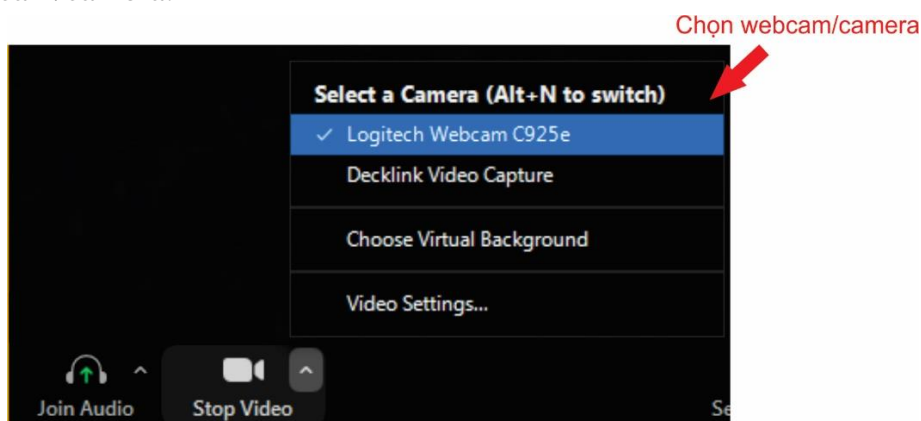 Chọn webcam/camera
Select a Camera (Alt+N to switch)
Logitech Webcam C925e
Decklink Video Capture
Choose Virtual Background
Video Settings...
Join Audio Stop Video